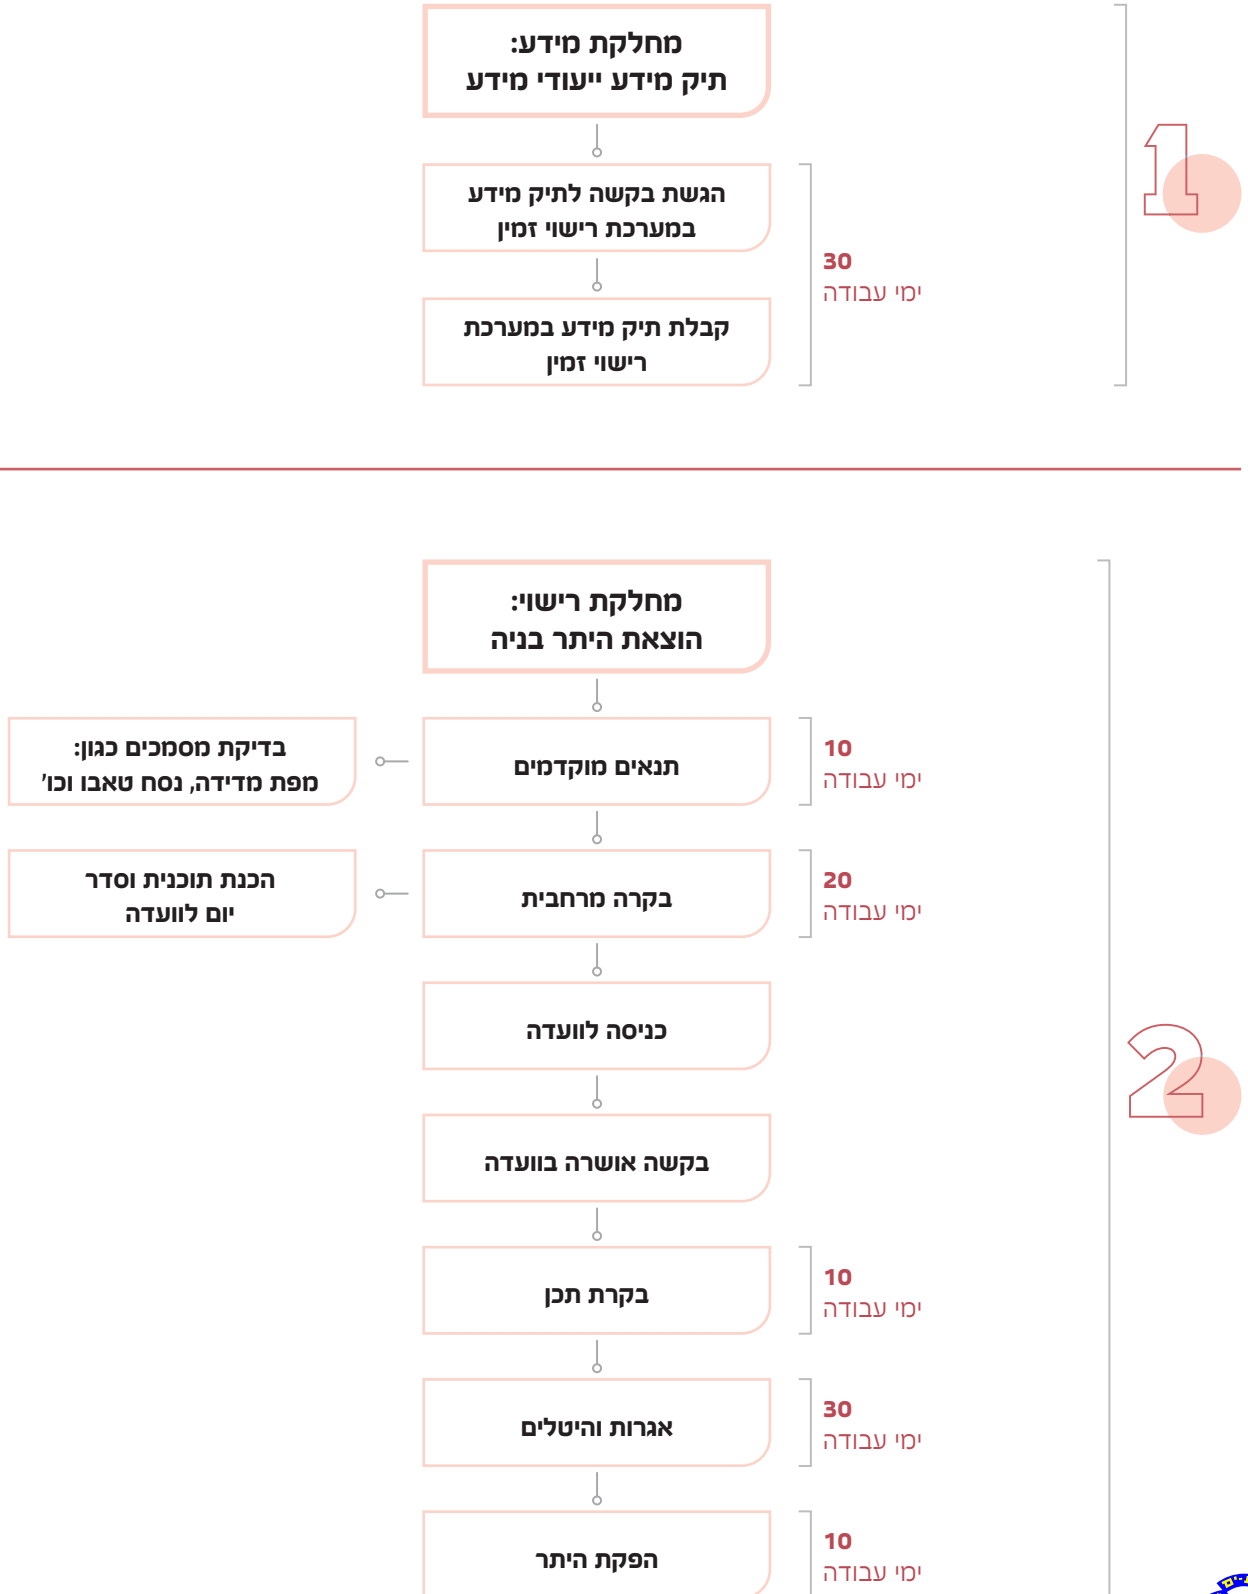 1
מחלקת מידע:
תיק מידע ייעודי מידע
הגשת בקשה לתיק מידע
במערכת רישוי זמין
30
ימי עבודה
קבלת תיק מידע במערכת
רישוי זמין
2
מחלקת רישוי:
הוצאת היתר בניה
10
ימי עבודה
תנאים מוקדמים
בדיקת מסמכים כגון:
מפת מדידה, נסח טאבו וכו'
20
ימי עבודה
בקרה מרחבית
הכנת תוכנית וסדר
יום לוועדה
כניסה לוועדה
בקשה אושרה בוועדה
10
ימי עבודה
בקרת תכן
30
ימי עבודה
אגרות והיטלים
10
ימי עבודה
הפקת היתר